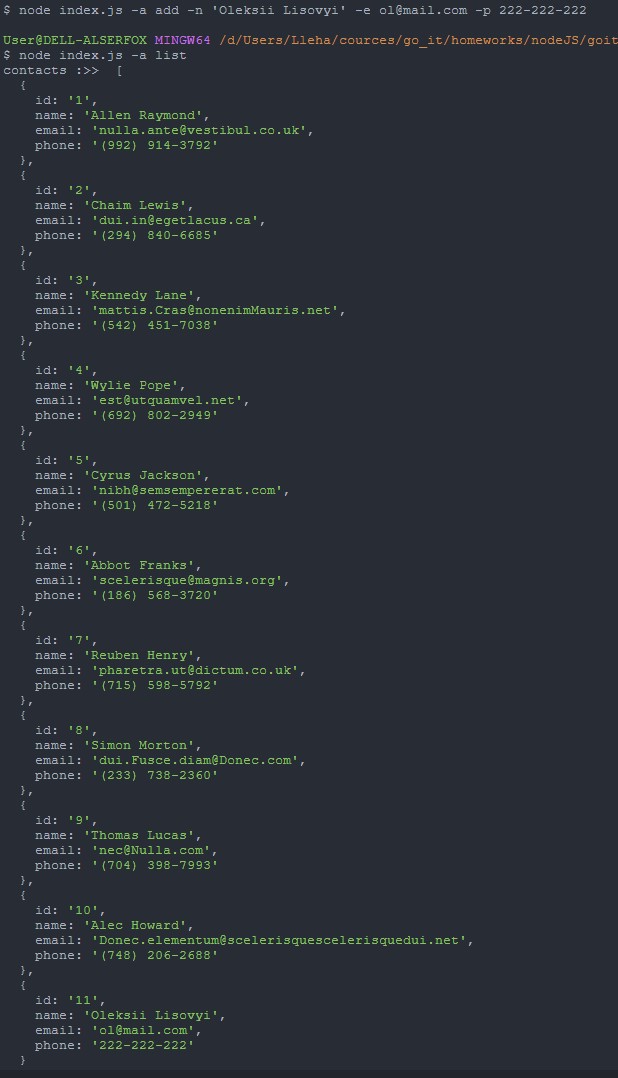 $ node index.js -a add -n 'Oleksii Lisovyi' -e ol@mail.com -p 222-222-222
User@DELL-ALSERFOX MINGW64 /d/Users/Lleha/cources/go_it/homeworks/nodeJS/goit
$ node index.js -a list
contacts :>>  [
  {
    id: '1',
    name: 'Allen Raymond',
    email: 'nulla.ante@vestibul.co.uk',
    phone: '(992) 914-3792'
  },
  {
    id: '2',
    name: 'Chaim Lewis',
    email: 'dui.in@egetlacus.ca',
    phone: '(294) 840-6685'
  },
  {
    id: '3',
    name: 'Kennedy Lane',
    email: 'mattis.Cras@nonenimMauris.net',
    phone: '(542) 451-7038'
  },
  {
    id: '4',
    name: 'Wylie Pope',
    email: 'est@utquamvel.net',
    phone: '(692) 802-2949'
  },
  {
    id: '5',
    name: 'Cyrus Jackson',
    email: 'nibh@semsempererat.com',
    phone: '(501) 472-5218'
  },
  {
    id: '6',
    name: 'Abbot Franks',
    email: 'scelerisque@magnis.org',
    phone: '(186) 568-3720'
  },
  {
    id: '7',
    name: 'Reuben Henry',
    email: 'pharetra.ut@dictum.co.uk',
    phone: '(715) 598-5792'
  },
  {
    id: '8',
    name: 'Simon Morton',
    email: 'dui.Fusce.diam@Donec.com',
    phone: '(233) 738-2360'
  },
  {
    id: '9',
    name: 'Thomas Lucas',
    email: 'nec@Nulla.com',
    phone: '(704) 398-7993'
  },
  {
    id: '10',
    name: 'Alec Howard',
    email: 'Donec.elementum@scelerisquescelerisquedui.net',
    phone: '(748) 206-2688'
  },
  {
    id: '11',
    name: 'Oleksii Lisovyi',
    email: 'ol@mail.com',
    phone: '222-222-222'
  }